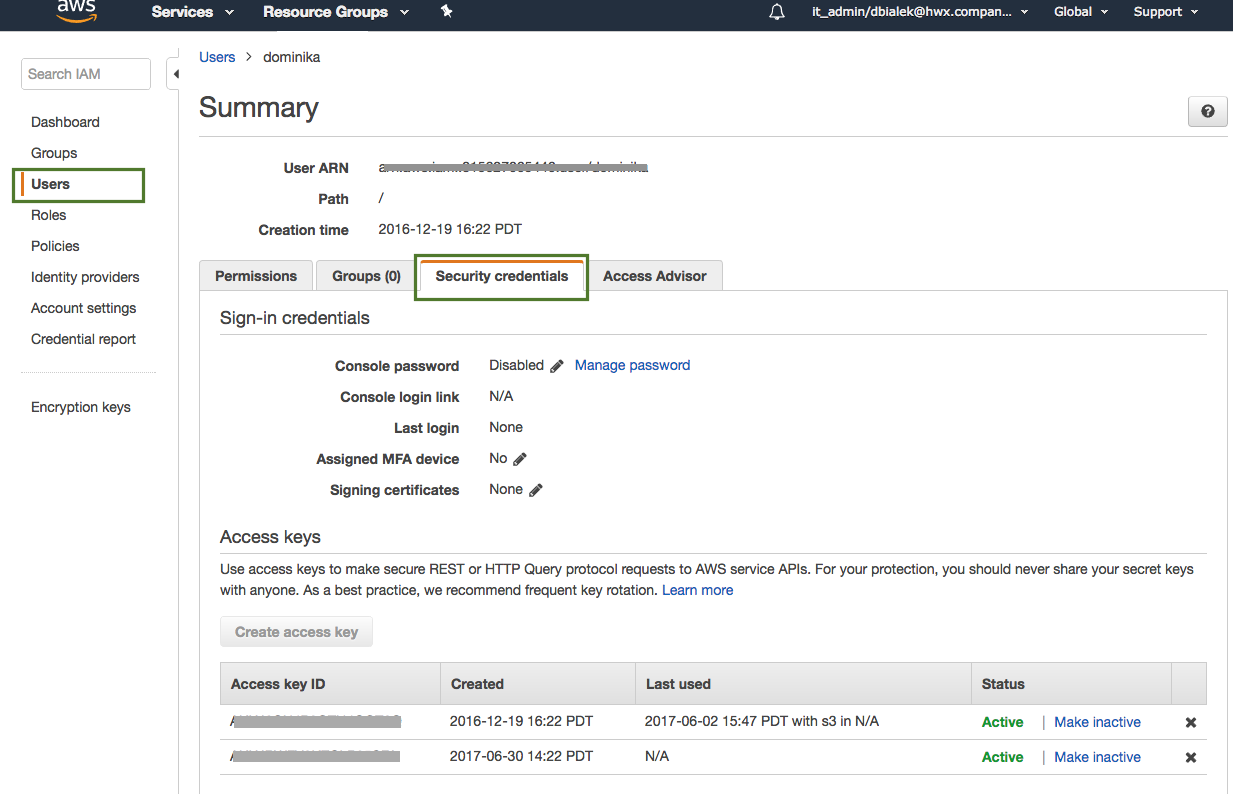 aws
Services
Resource Groups
it_admin/dbialek@hwx.compan...
Global
Support
Search IAM
Dashboard
Groups
Users
Roles
Policies
Identity providers
Account settings
Credential report
Encryption keys
Users > dominika
Summary
?
User ARN
Path /
Creation time 2016-12-19 16:22 PDT
Permissions
Groups (0)
Security credentials
Access Advisor
Sign-in credentials
Console password Disabled Manage password
Console login link N/A
Last login None
Assigned MFA device No
Signing certificates None
Access keys
Use access keys to make secure REST or HTTP Query protocol requests to AWS service APIs. For your protection, you should never share your secret keys
with anyone. As a best practice, we recommend frequent key rotation. Learn more
Create access key
Access key ID Created Last used Status
2016-12-19 16:22 PDT 2017-06-02 15:47 PDT with s3 in N/A Active | Make inactive
2017-06-30 14:22 PDT N/A Active | Make inactive